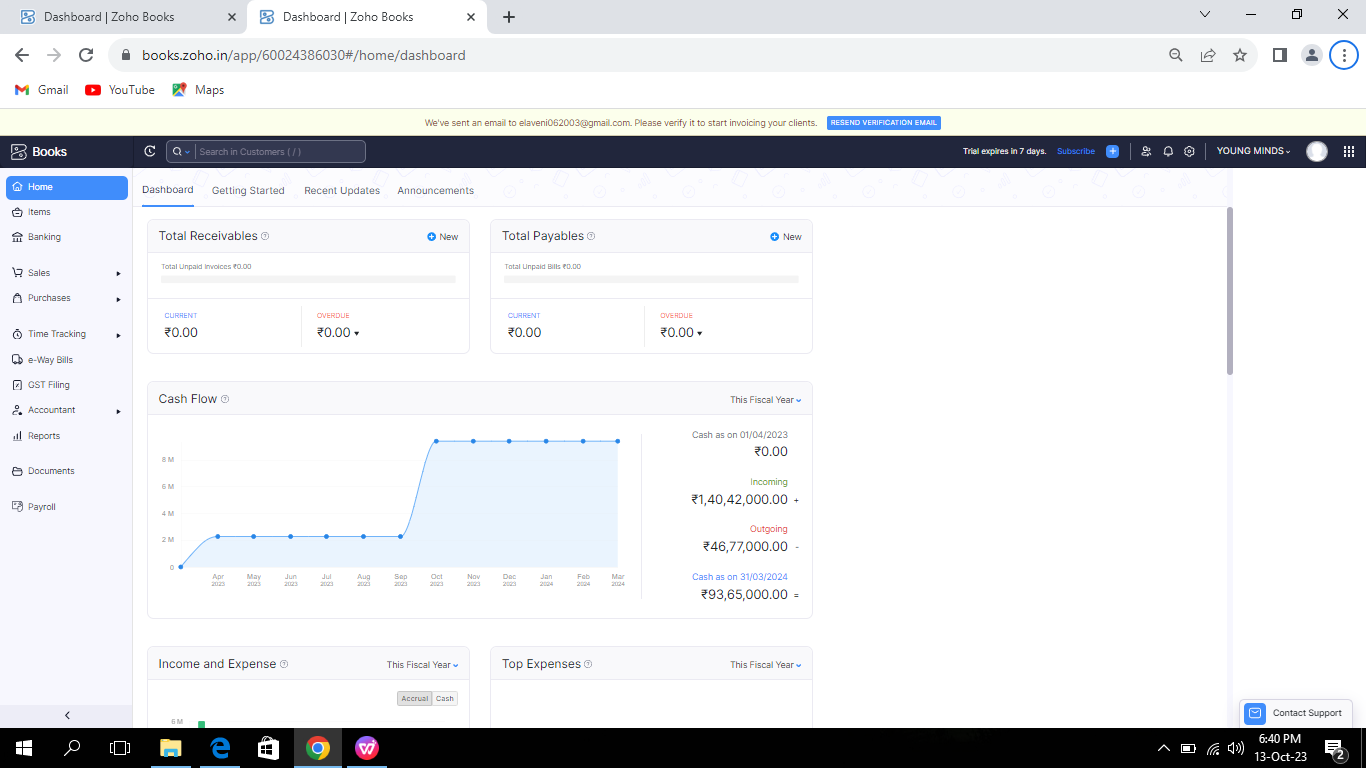 Dashboard | Zoho Books
Dashboard | Zoho Books
books.zoho.in/app/60024386030#/home/dashboard
Gmail YouTube Maps
We've sent an email to elaveni062003@gmail.com. Please verify it to start invoicing your clients. RESEND VERIFICATION EMAIL
Books
Search in Customers ( / )
Trial expires in 7 days. Subscribe YOUNG MINDS
Home
Items
Banking
Sales
Purchases
Time Tracking
e-Way Bills
GST Filing
Accountant
Reports
Documents
Payroll
Dashboard Getting Started Recent Updates Announcements
Total Receivables New
Total Unpaid Invoices ₹0.00
CURRENT OVERDUE
₹0.00 ₹0.00
Total Payables New
Total Unpaid Bills ₹0.00
CURRENT OVERDUE
₹0.00 ₹0.00
Cash Flow This Fiscal Year
8 M
6 M
4 M
2 M
0
Apr May Jun Jul Aug Sep Oct Nov Dec Jan Feb Mar
2023 2023 2023 2023 2023 2023 2023 2023 2023 2024 2024 2024
Cash as on 01/04/2023
₹0.00
Incoming
₹1,40,42,000.00 +
Outgoing
₹46,77,000.00 -
Cash as on 31/03/2024
₹93,65,000.00 =
Income and Expense This Fiscal Year
Accrual Cash
6 M
Top Expenses This Fiscal Year
Contact Support
6:40 PM
13-Oct-23
2